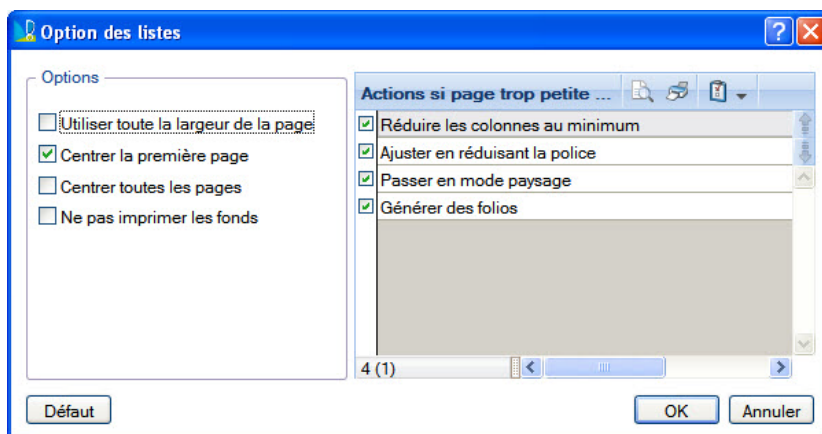 Option des listes
Options
Utiliser toute la largeur de la page
Centrer la première page
Centrer toutes les pages
Ne pas imprimer les fonds
Actions si page trop petite ...
Réduire les colonnes au minimum
Ajuster en réduisant la police
Passer en mode paysage
Générer des folios
4 (1)
Défaut
OK
Annuler